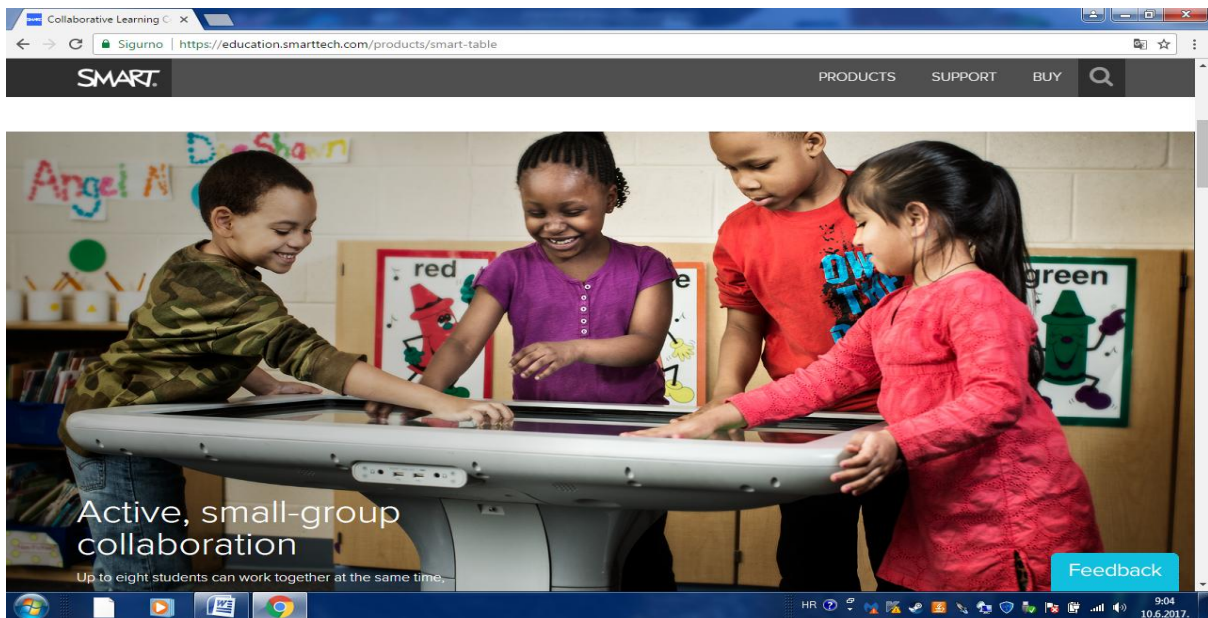 Collaborative Learning C
Sigurno | https://education.smarttech.com/products/smart-table
SMART.
PRODUCTS SUPPORT BUY
DaeShawn
Angel N
red
green
Active, small-group
collaboration
Up to eight students can work together at the same time,
Feedback
HR
9:04
10.6.2017.